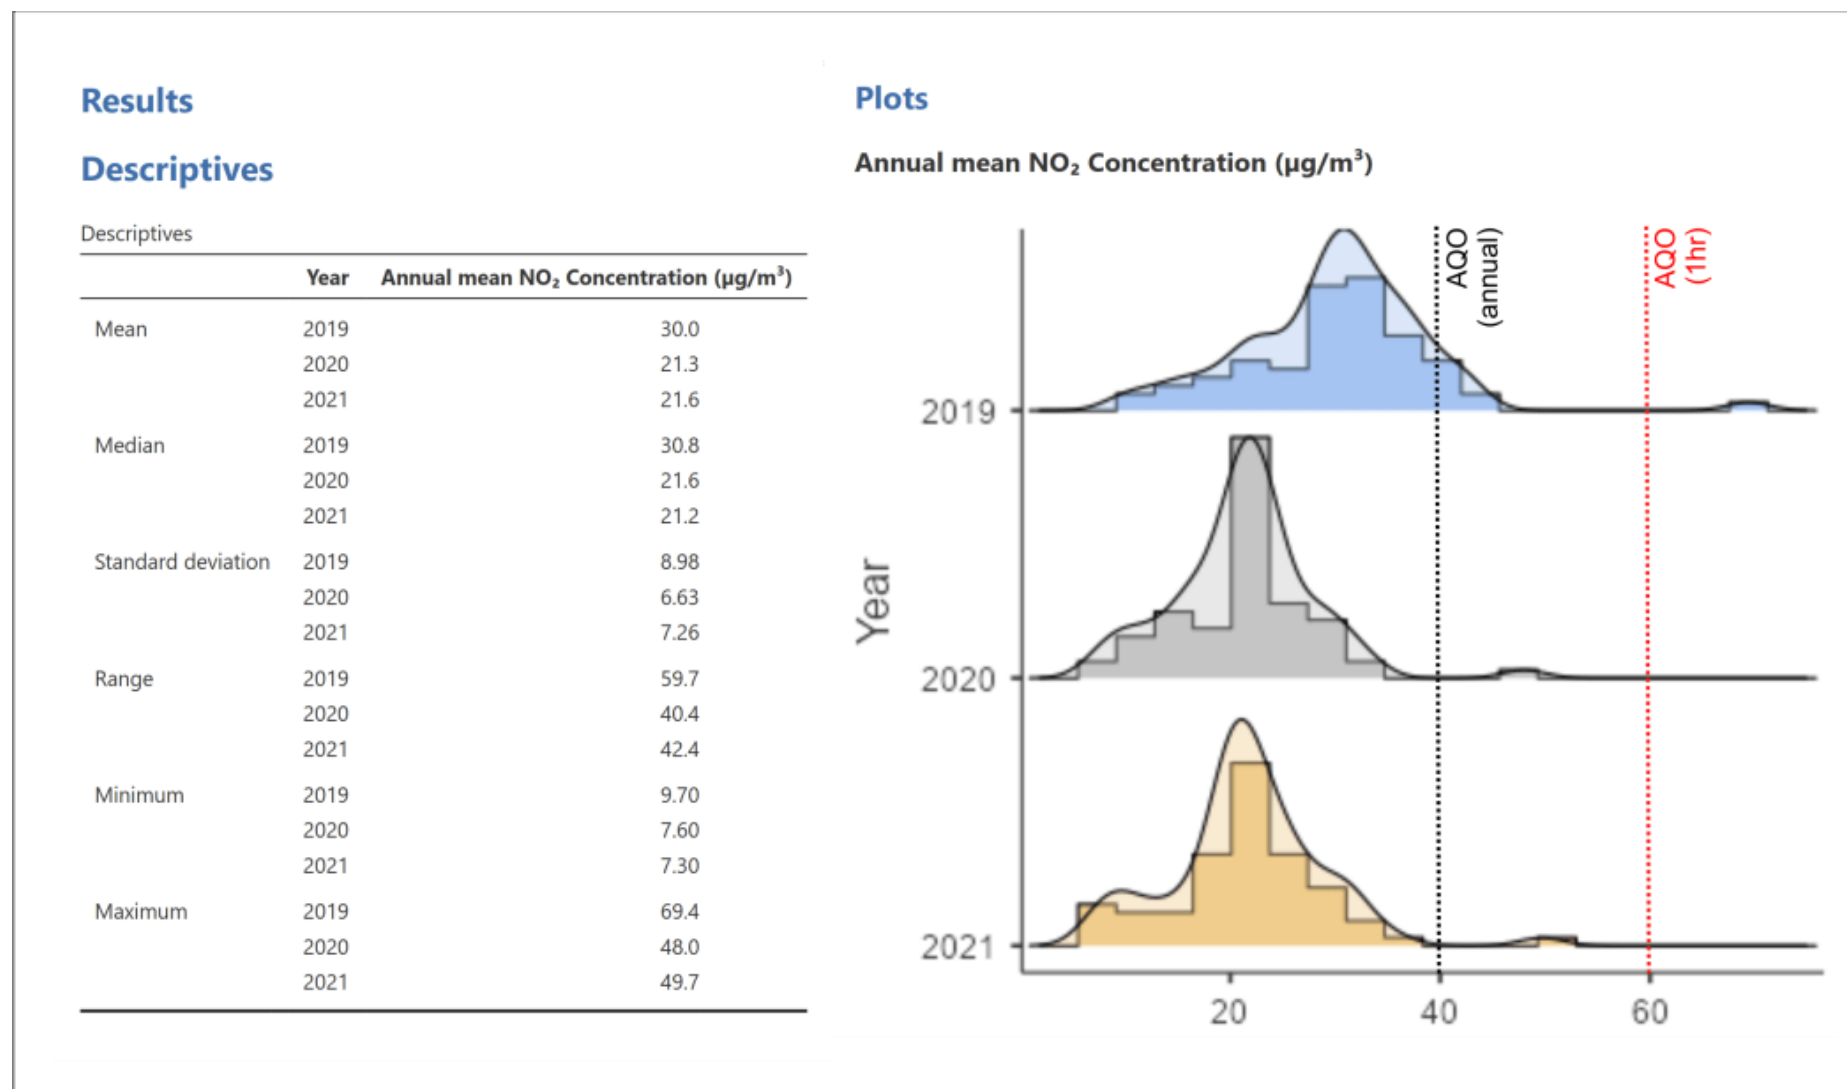 Results
Descriptives
Descriptives
Year Annual mean NO₂ Concentration (µg/m³)
Mean 2019 30.0
2020 21.3
2021 21.6
Median 2019 30.8
2020 21.6
2021 21.2
Standard deviation 2019 8.98
2020 6.63
2021 7.26
Range 2019 59.7
2020 40.4
2021 42.4
Minimum 2019 9.70
2020 7.60
2021 7.30
Maximum 2019 69.4
2020 48.0
2021 49.7
Plots
Annual mean NO₂ Concentration (µg/m³)
AQO
(annual)
AQO
(1hr)
Year
2019
2020
2021
20 40 60